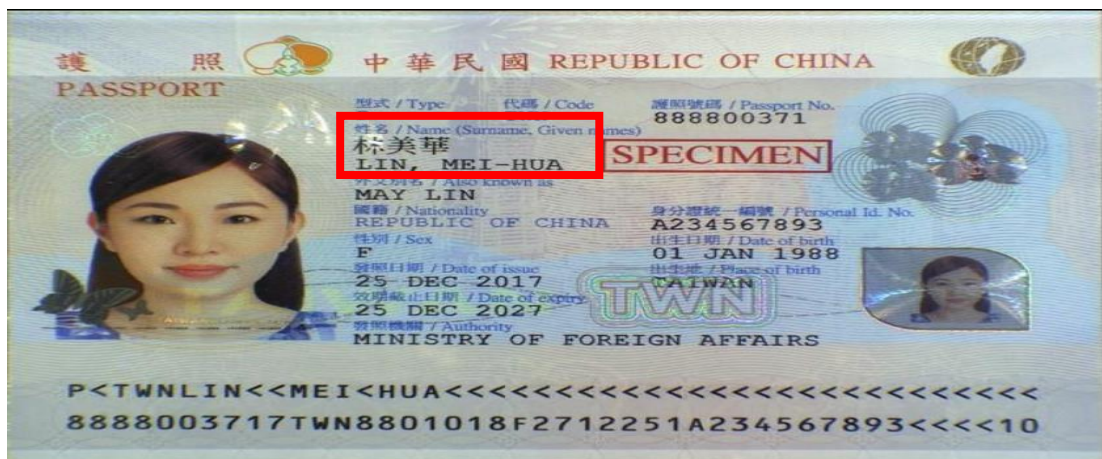 護 照 中華民國 REPUBLIC OF CHINA
PASSPORT
型式 / Type 代碼 / Code 護照號碼 / Passport No.
888800371
姓名 / Name (Surname, Given names)
林美華
LIN, MEI-HUA
SPECIMEN
外文別名 / Also known as
MAY LIN
國籍 / Nationality 身分證統一編號 / Personal Id. No.
REPUBLIC OF CHINA A234567893
性別 / Sex 出生日期 / Date of birth
F 01 JAN 1988
發照日期 / Date of issue 出生地 / Place of birth
25 DEC 2017 TAIWAN
效期截止日期 / Date of expiry
25 DEC 2027
TWN
發照機關 / Authority
MINISTRY OF FOREIGN AFFAIRS
P<TWNLIN<<MEI<HUA<<<<<<<<<<<<<<<<<<<<<<<<<<<
8888003717TWN8801018F2712251A234567893<<<<10